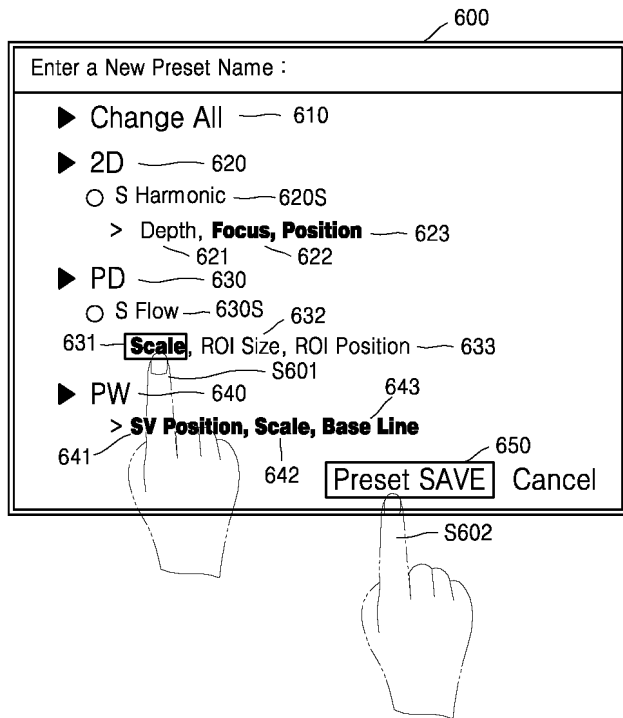 600
Enter a New Preset Name :
▶ Change All 610
▶ 2D 620
○ S Harmonic 620S
> Depth, Focus, Position 623
621 622
▶ PD 630
○ S Flow 630S 632
631 Scale, ROI Size, ROI Position 633
S601
▶ PW 640 643
> SV Position, Scale, Base Line
641 642 650
Preset SAVE Cancel
S602